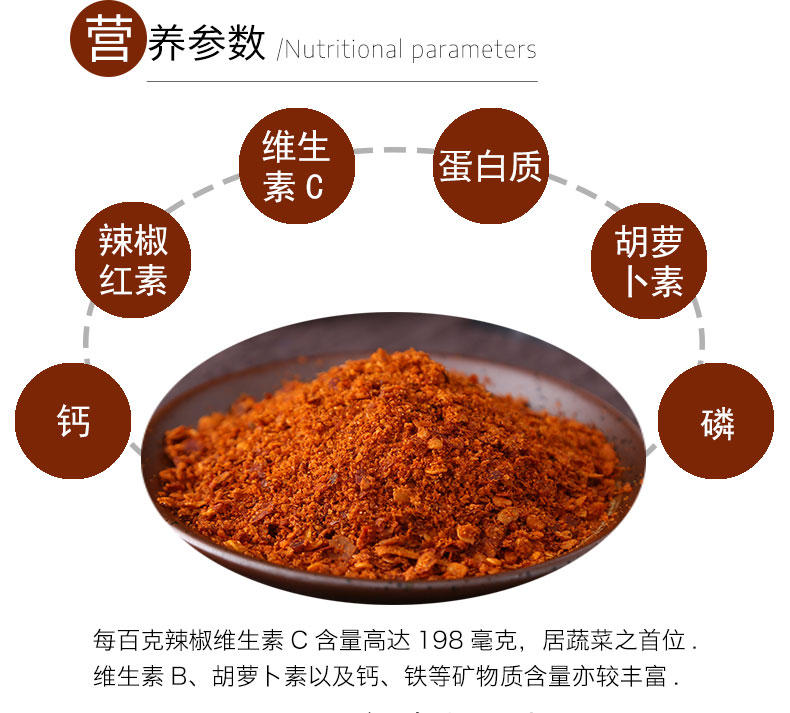 营养参数 /Nutritional parameters
维生
素 C
蛋白质
辣椒
红素
胡萝
卜素
钙
磷
每百克辣椒维生素 C 含量高达 198 毫克，居蔬菜之首位 .
维生素 B、胡萝卜素以及钙、铁等矿物质含量亦较丰富 .